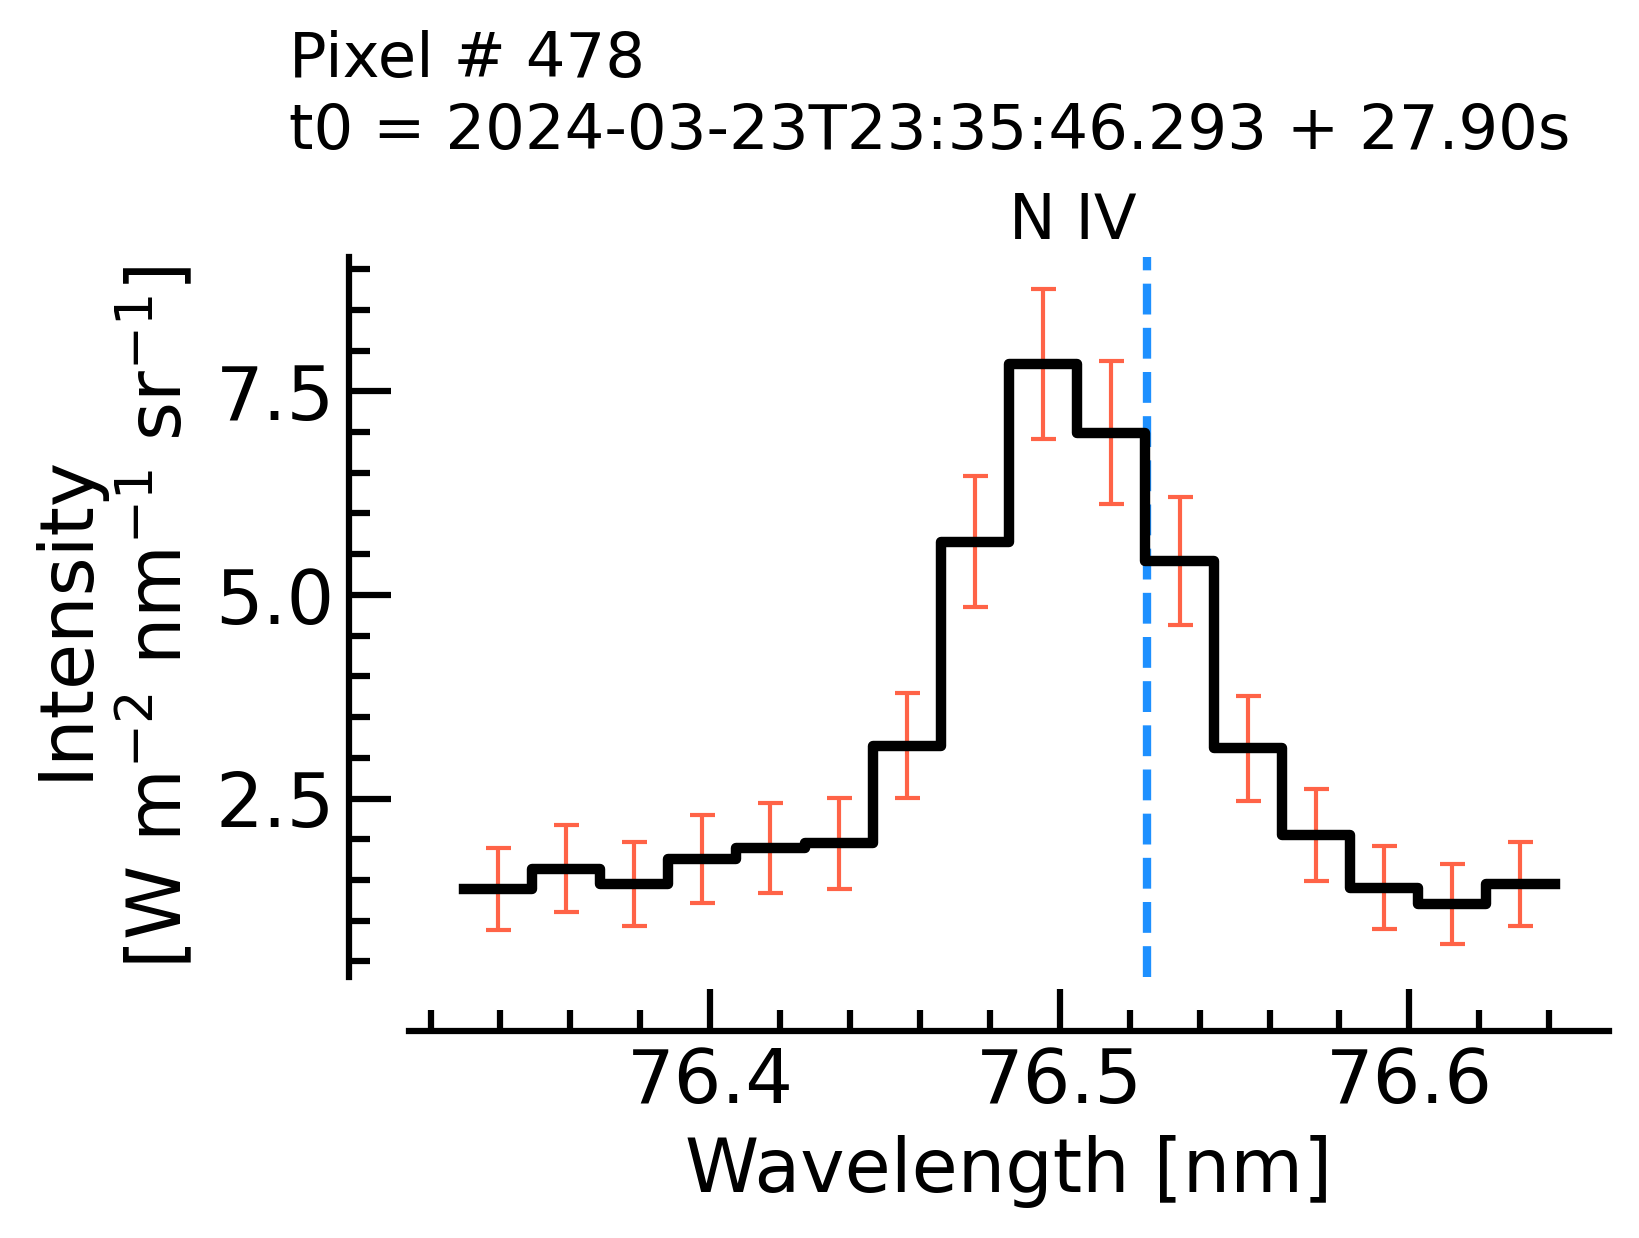 Pixel # 478
t0 = 2024-03-23T23:35:46.293 + 27.90s
N IV
Intensity
[W m⁻² nm⁻¹ sr⁻¹]
7.5
5.0
2.5
76.4 76.5 76.6
Wavelength [nm]